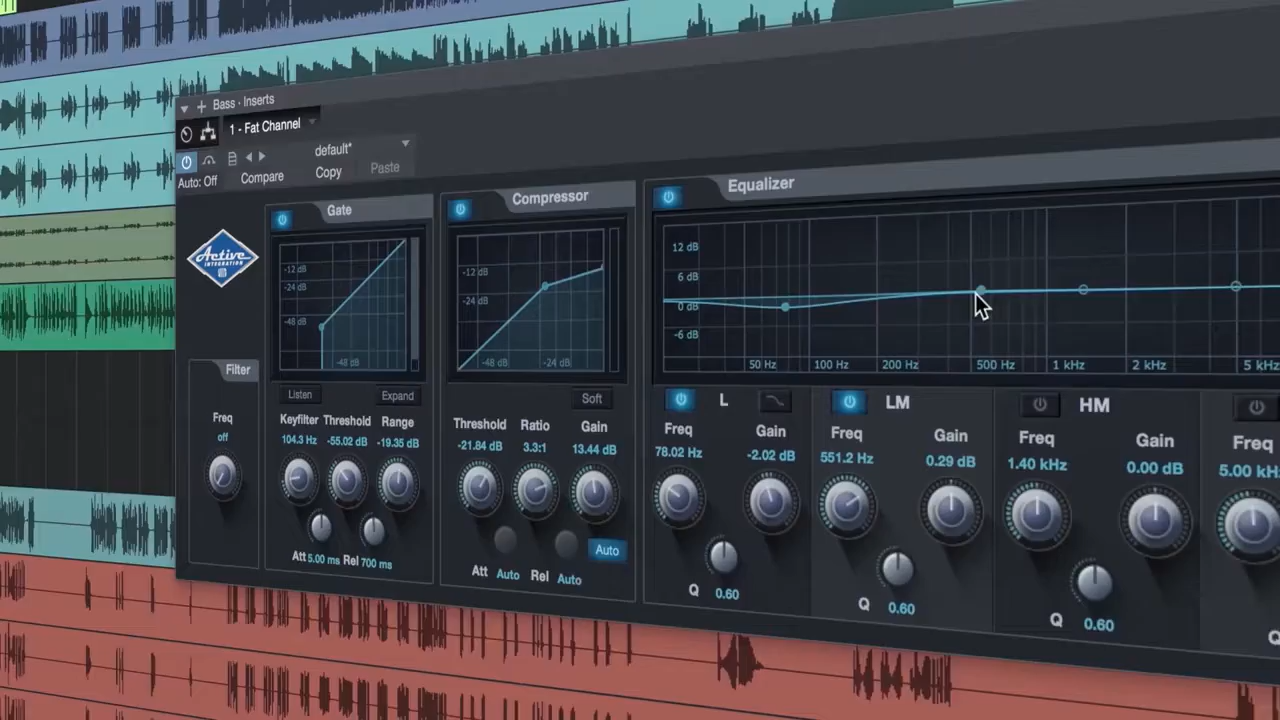 Bass - Inserts
1 - Fat Channel
default*
Auto: Off
Compare
Copy
Paste
Active
INTEGRATION
Filter
Freq
off
Gate
-12 dB
-24 dB
-48 dB
-48 dB
Listen
Expand
Keyfilter Threshold Range
104.3 Hz -55.02 dB -19.35 dB
Att 5.00 ms Rel 700 ms
Compressor
-12 dB
-24 dB
-48 dB
-24 dB
Soft
Threshold Ratio Gain
-21.84 dB 3.3:1 13.44 dB
Auto
Att Auto Rel Auto
Equalizer
12 dB
6 dB
0 dB
-6 dB
50 Hz 100 Hz 200 Hz 500 Hz 1 kHz 2 kHz 5 kHz
L
Freq Gain
78.02 Hz -2.02 dB
Q 0.60
LM
Freq Gain
551.2 Hz 0.29 dB
Q 0.60
HM
Freq Gain
1.40 kHz 0.00 dB
Q 0.60
Freq
5.00 kH
Q